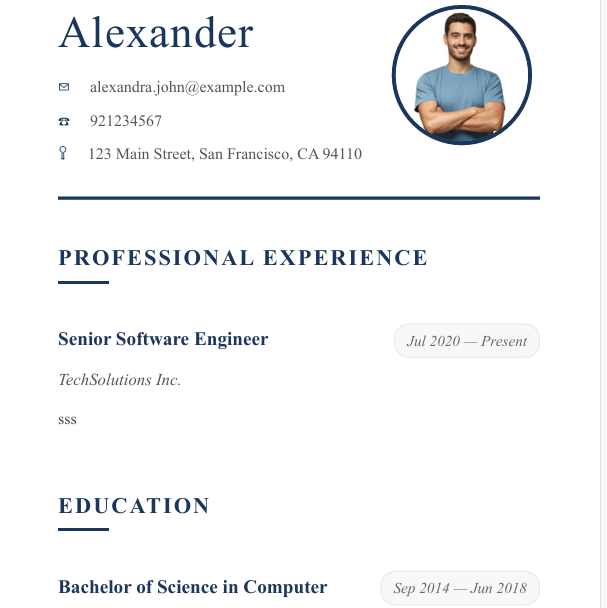 Alexander
alexandra.john@example.com
921234567
123 Main Street, San Francisco, CA 94110
PROFESSIONAL EXPERIENCE
Senior Software Engineer
Jul 2020 — Present
TechSolutions Inc.
sss
EDUCATION
Bachelor of Science in Computer
Sep 2014 — Jun 2018